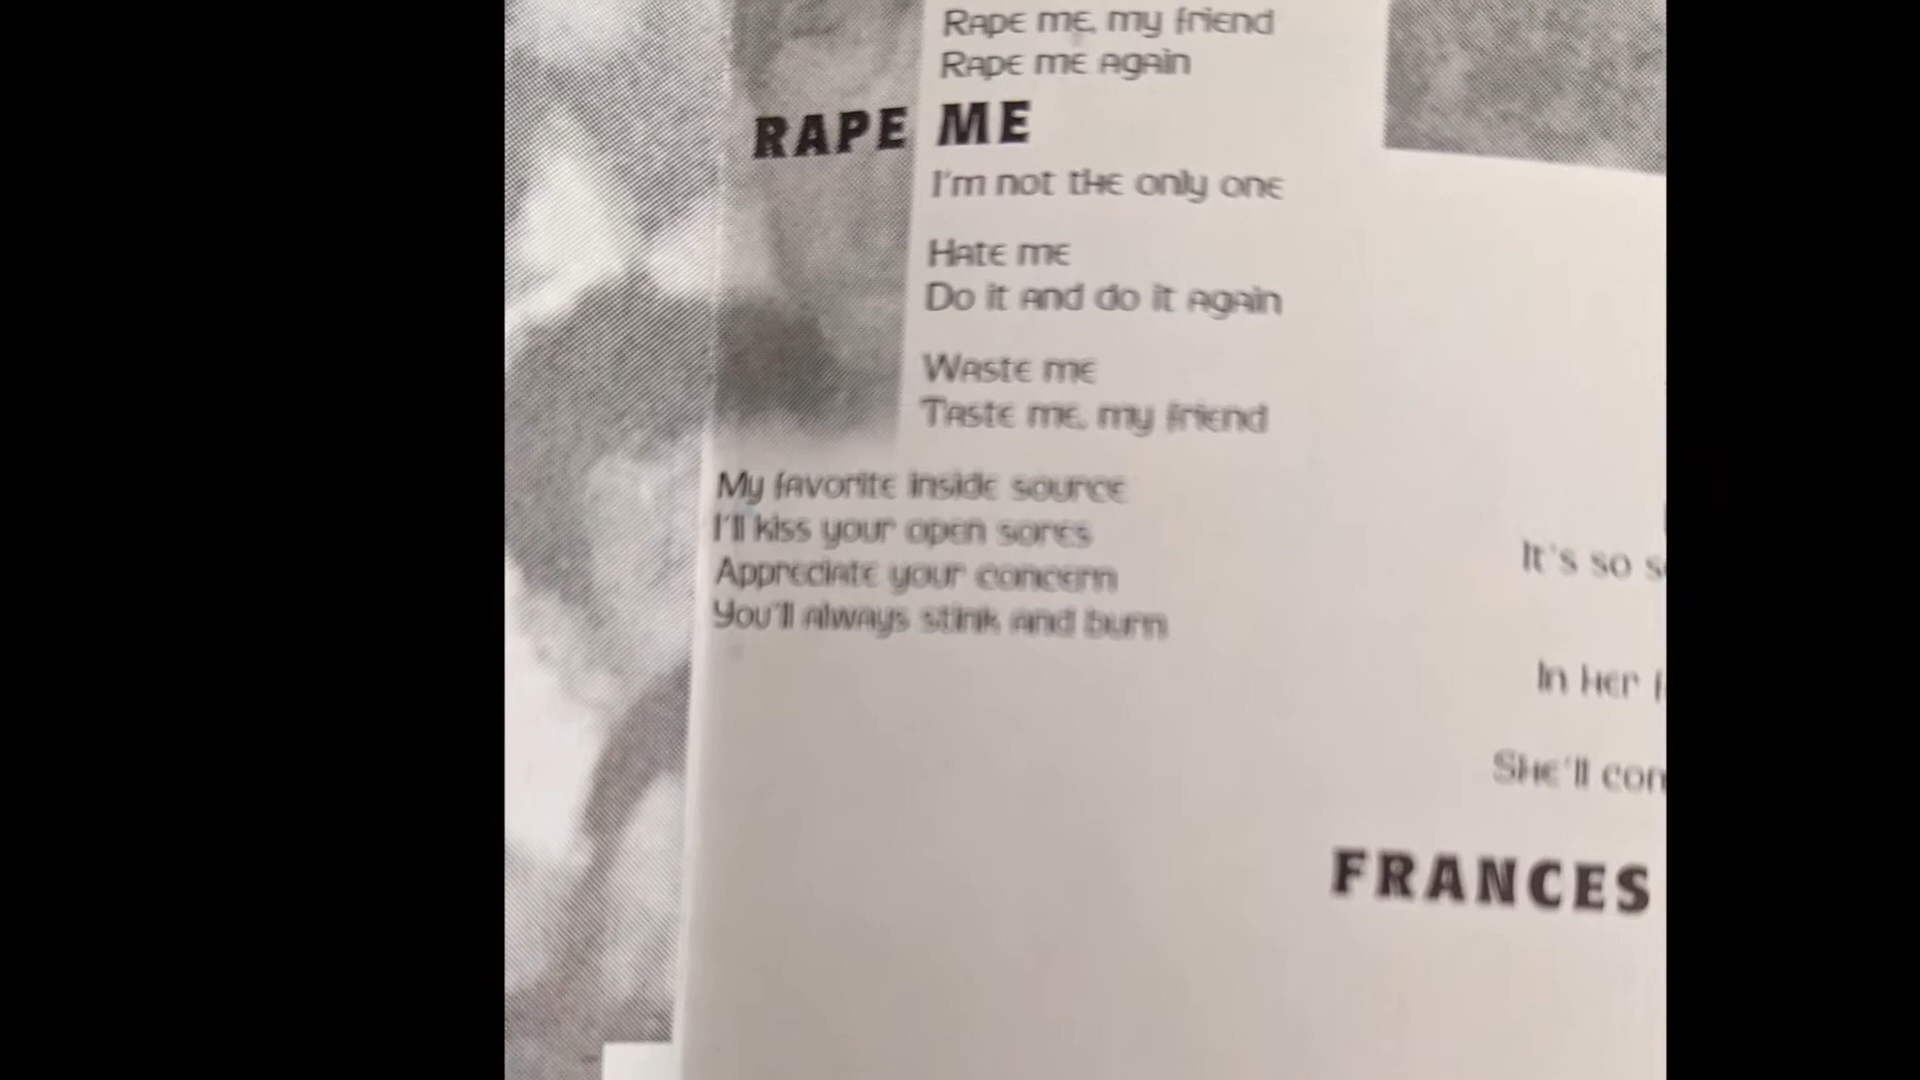 Rape me, my friend
Rape me again
RAPE ME
I'm not the only one
Hate me
Do it and do it again
Waste me
Taste me, my friend
My favorite inside source
I'll kiss your open sores
Appreciate your concern
You'll always stink and burn
It's so
In her
She'll
FRANCES